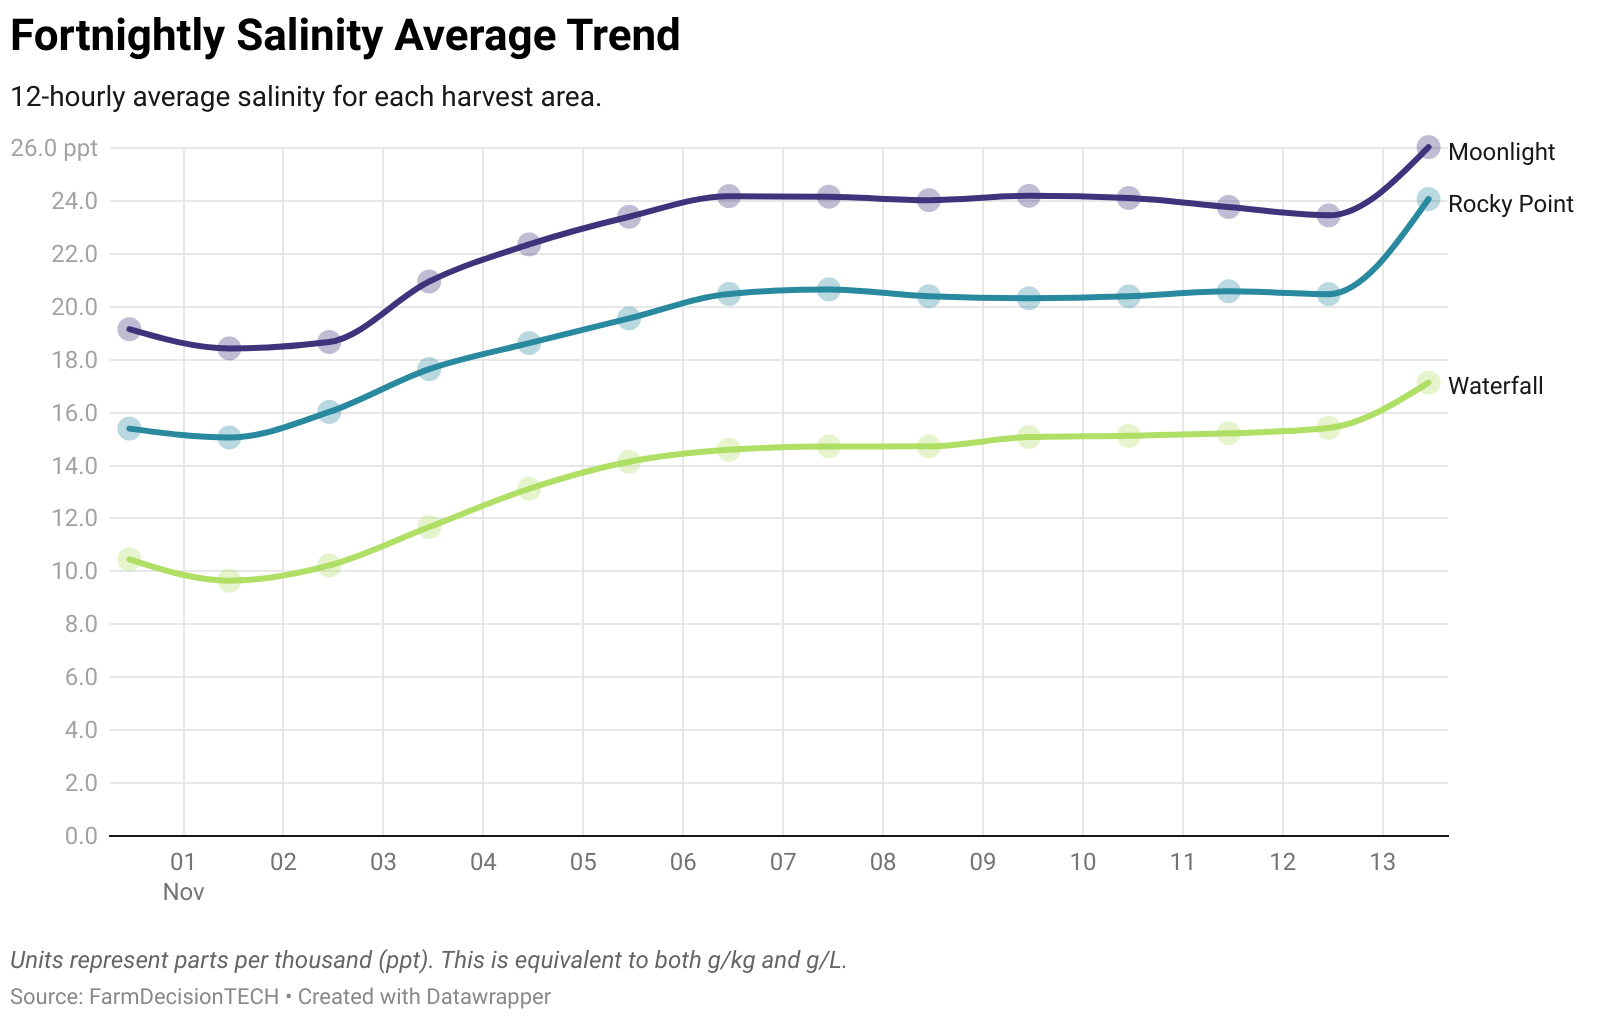 Fortnightly Salinity Average Trend
12-hourly average salinity for each harvest area.
26.0 ppt
Moonlight
24.0
Rocky Point
22.0
20.0
18.0
Waterfall
16.0
14.0
12.0
10.0
8.0
6.0
4.0
2.0
0.0
01 02 03 04 05 06 07 08 09 10 11 12 13
Nov
Units represent parts per thousand (ppt). This is equivalent to both g/kg and g/L.
Source: FarmDecisionTECH • Created with Datawrapper